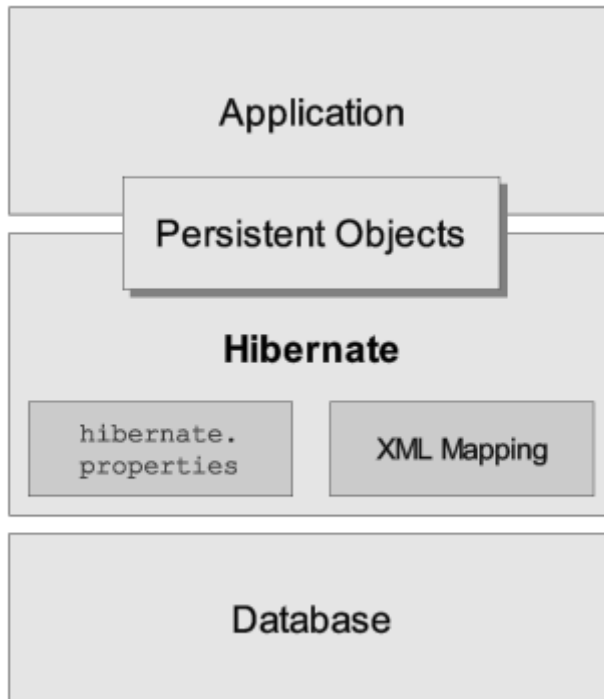 Application
Persistent Objects
Hibernate
hibernate.
properties
XML Mapping
Database